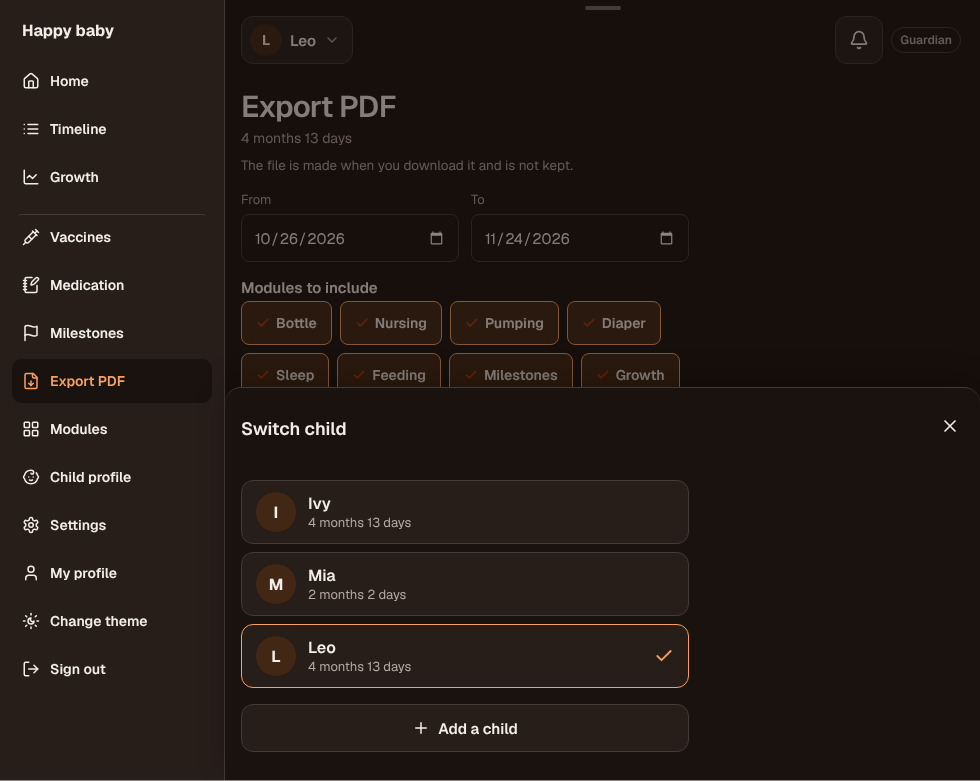 Happy baby
Home
Timeline
Growth
Vaccines
Medication
Milestones
Export PDF
Modules
Child profile
Settings
My profile
Change theme
Sign out
L Leo
Guardian
Export PDF
4 months 13 days
The file is made when you download it and is not kept.
From To
10/26/2026 11/24/2026
Modules to include
Bottle Nursing Pumping Diaper
Sleep Feeding Milestones Growth
Switch child
I Ivy
4 months 13 days
M Mia
2 months 2 days
L Leo
4 months 13 days
Add a child